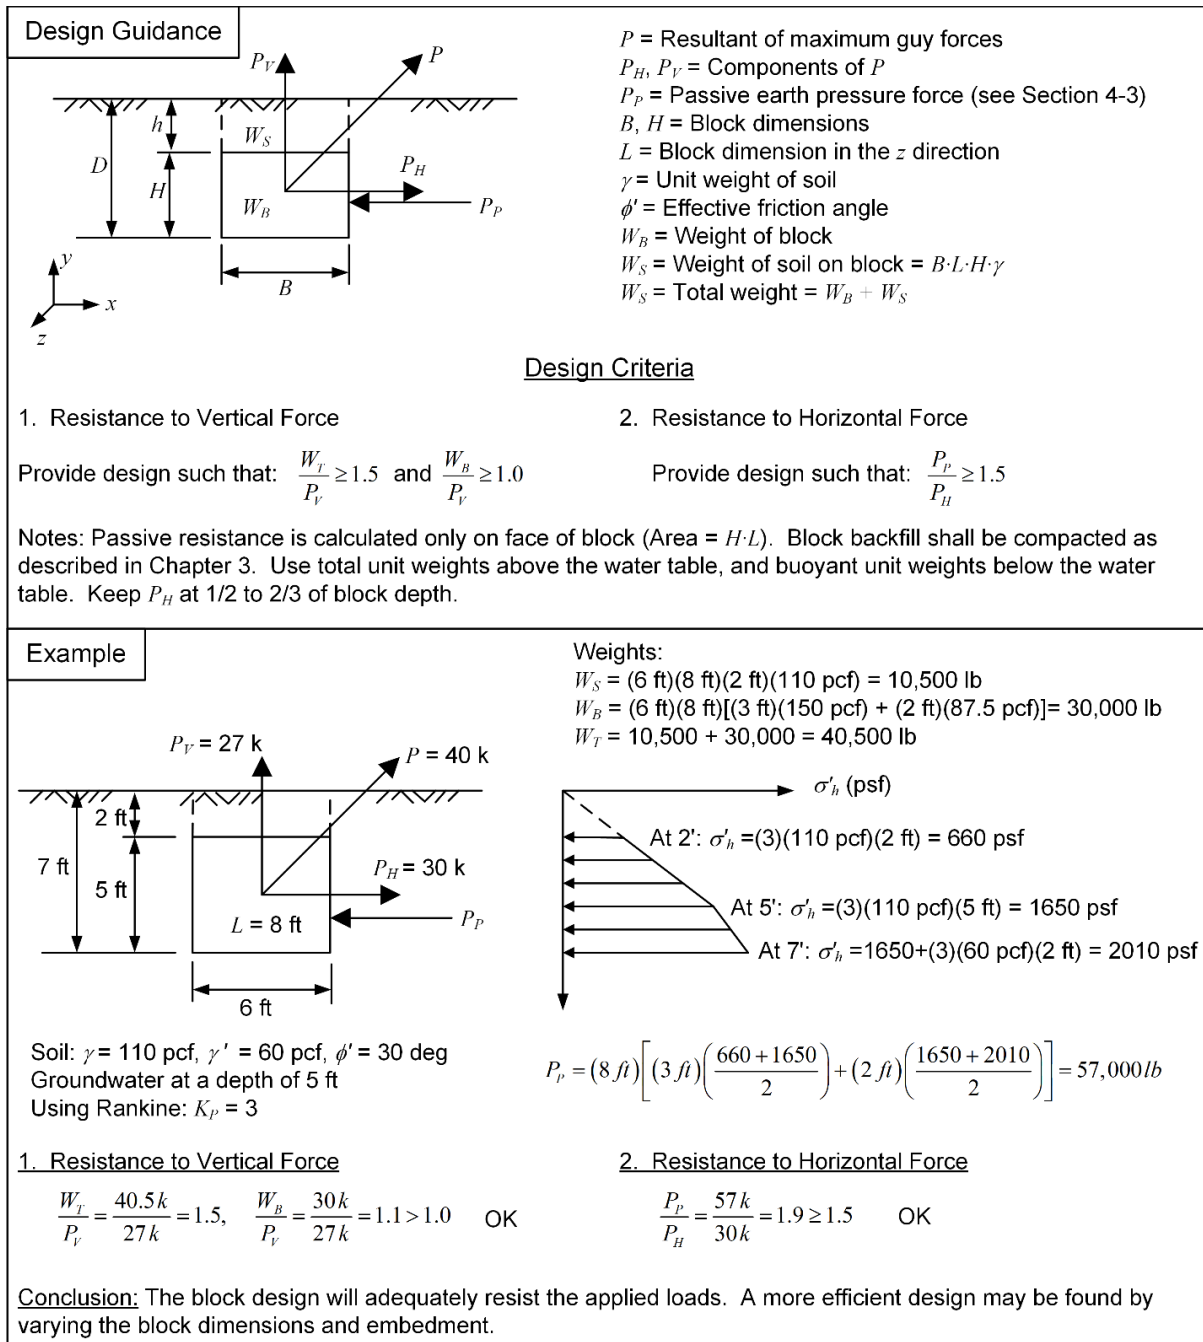 Design Guidance
P_V
P
h
W_S
D
H
P_H
W_B
P_P
B
y
x
z
P = Resultant of maximum guy forces
P_H, P_V = Components of P
P_P = Passive earth pressure force (see Section 4-3)
B, H = Block dimensions
L = Block dimension in the z direction
γ = Unit weight of soil
ϕ′ = Effective friction angle
W_B = Weight of block
W_S = Weight of soil on block = B·L·H·γ
W_S = Total weight = W_B + W_S
Design Criteria
1. Resistance to Vertical Force
Provide design such that: W_T/P_V ≥ 1.5 and W_B/P_V ≥ 1.0
2. Resistance to Horizontal Force
Provide design such that: P_P/P_H ≥ 1.5
Notes: Passive resistance is calculated only on face of block (Area = H·L). Block backfill shall be compacted as
described in Chapter 3. Use total unit weights above the water table, and buoyant unit weights below the water
table. Keep P_H at 1/2 to 2/3 of block depth.
Example
P_V = 27 k
P = 40 k
2 ft
7 ft
5 ft
P_H = 30 k
L = 8 ft
P_P
6 ft
Soil: γ = 110 pcf, γ′ = 60 pcf, ϕ′ = 30 deg
Groundwater at a depth of 5 ft
Using Rankine: K_P = 3
Weights:
W_S = (6 ft)(8 ft)(2 ft)(110 pcf) = 10,500 lb
W_B = (6 ft)(8 ft)[(3 ft)(150 pcf) + (2 ft)(87.5 pcf)]= 30,000 lb
W_T = 10,500 + 30,000 = 40,500 lb
σ′_h (psf)
At 2': σ′_h =(3)(110 pcf)(2 ft) = 660 psf
At 5': σ′_h =(3)(110 pcf)(5 ft) = 1650 psf
At 7': σ′_h =1650+(3)(60 pcf)(2 ft) = 2010 psf
P_P = (8 ft)[(3 ft)((660+1650)/2) + (2 ft)((1650+2010)/2)] = 57,000 lb
1. Resistance to Vertical Force
W_T/P_V = 40.5k/27k = 1.5, W_B/P_V = 30k/27k = 1.1 > 1.0 OK
2. Resistance to Horizontal Force
P_P/P_H = 57k/30k = 1.9 ≥ 1.5 OK
Conclusion: The block design will adequately resist the applied loads. A more efficient design may be found by
varying the block dimensions and embedment.